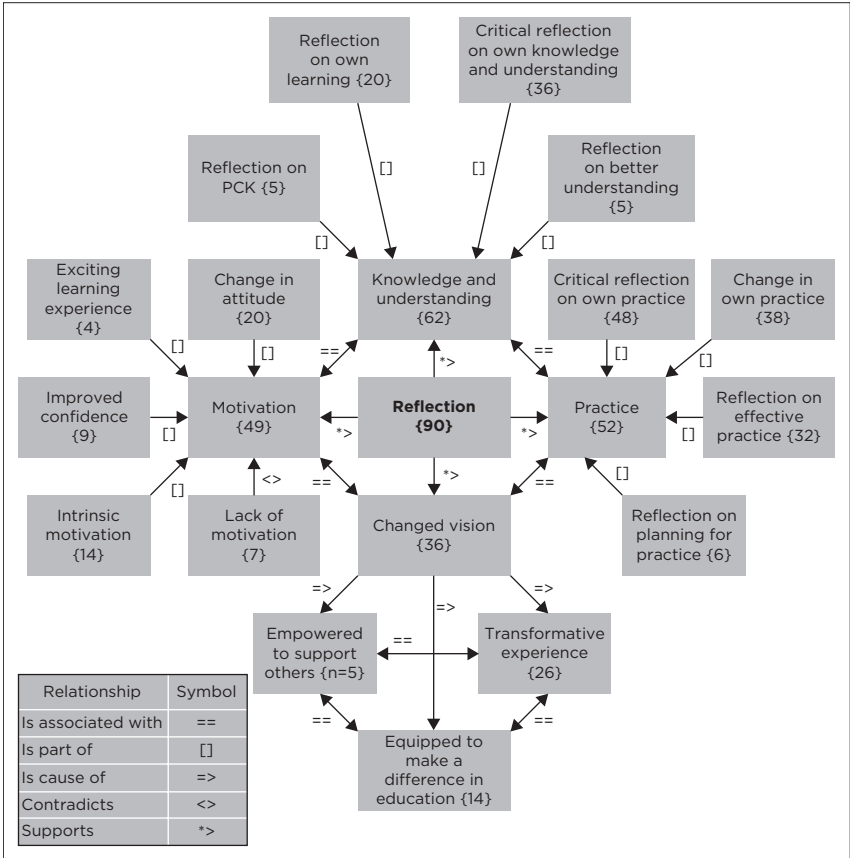 Reflection
on own
learning {20}
Critical reflection
on own knowledge
and understanding
{36}
[]
[]
Reflection on
PCK {5}
Reflection
on better
understanding
{5}
[]
[]
Exciting
learning
experience
{4}
Change in
attitude
{20}
Knowledge and
understanding
{62}
Critical reflection
on own practice
{48}
Change in
own practice
{38}
[]
[]
==
==
[]
[]
*>
Improved
confidence
{9}
[]
Motivation
{49}
*>
Reflection
{90}
*>
Practice
{52}
[]
Reflection on
effective
practice {32}
[]
<>
==
*>
==
[]
Intrinsic
motivation
{14}
Lack of
motivation
{7}
Changed vision
{36}
Reflection on
planning for
practice {6}
=>
=>
=>
Empowered
to support
others {n=5}
==
Transformative
experience
{26}
==
==
Equipped to
make a
difference in
education {14}
Relationship Symbol
Is associated with ==
Is part of []
Is cause of =>
Contradicts <>
Supports *>